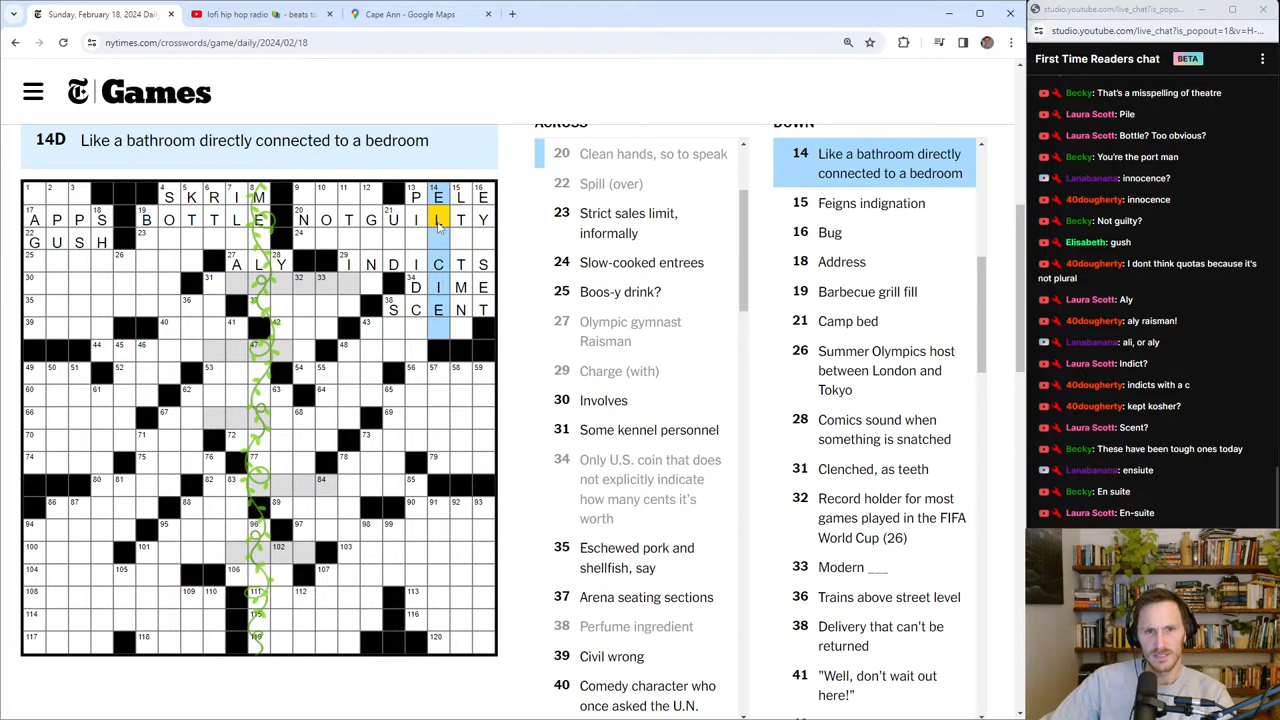 Sunday, February 18, 2024 Daily
lofi hip hop radio - beats to
Cape Ann - Google Maps
studio.youtube.com/live_chat?is_popo...
nytimes.com/crosswords/game/daily/2024/02/18
studio.youtube.com/live_chat?is_popout=1&v=H-...
First Time Readers chat BETA
Games
14D Like a bathroom directly connected to a bedroom
ACROSS
20 Clean hands, so to speak
22 Spill (over)
23 Strict sales limit,
informally
24 Slow-cooked entrees
25 Boos-y drink?
27 Olympic gymnast
Raisman
29 Charge (with)
30 Involves
31 Some kennel personnel
34 Only U.S. coin that does
not explicitly indicate
how many cents it's
worth
35 Eschewed pork and
shellfish, say
37 Arena seating sections
38 Perfume ingredient
39 Civil wrong
40 Comedy character who
once asked the U.N.
DOWN
14 Like a bathroom directly
connected to a bedroom
15 Feigns indignation
16 Bug
18 Address
19 Barbecue grill fill
21 Camp bed
26 Summer Olympics host
between London and
Tokyo
28 Comics sound when
something is snatched
31 Clenched, as teeth
32 Record holder for most
games played in the FIFA
World Cup (26)
33 Modern ___
36 Trains above street level
38 Delivery that can't be
returned
41 "Well, don't wait out
here!"
SKRIM PILE
APPS BOTTLE NOTGUILTY
GUSH
ALY INDICTS
DIME
SCENT
Becky: That's a misspelling of theatre
Laura Scott: Pile
Laura Scott: Bottle? Too obvious?
Becky: You're the port man
Lanabanana: innocence?
40dougherty: innocence
Becky: Not guilty?
Elisabeth: gush
40dougherty: I dont think quotas because it's
not plural
Laura Scott: Aly
40dougherty: aly raisman!
Lanabanana: ali, or aly
Laura Scott: Indict?
40dougherty: indicts with a c
40dougherty: kept kosher?
Laura Scott: Scent?
Becky: These have been tough ones today
Lanabanana: ensiute
Becky: En suite
Laura Scott: En-suite